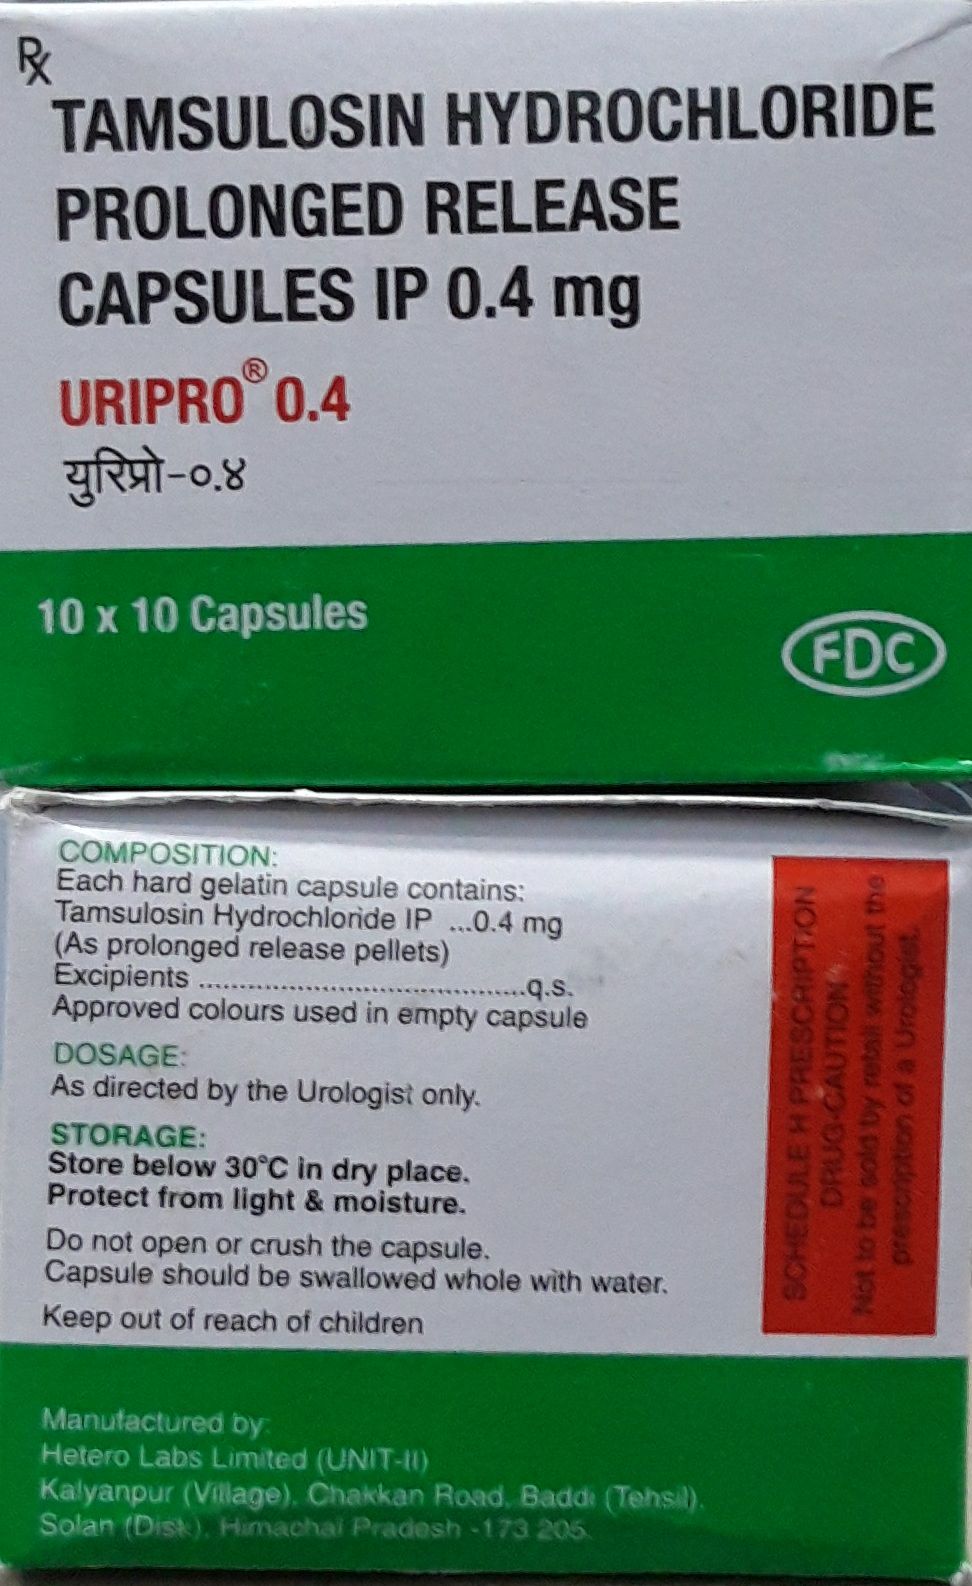 Rx
TAMSULOSIN HYDROCHLORIDE
PROLONGED RELEASE
CAPSULES IP 0.4 mg
URIPRO® 0.4
युरिप्रो-०.४
10 x 10 Capsules
FDC
COMPOSITION:
Each hard gelatin capsule contains:
Tamsulosin Hydrochloride IP ...0.4 mg
(As prolonged release pellets)
Excipients ........................................q.s.
Approved colours used in empty capsule
DOSAGE:
As directed by the Urologist only.
STORAGE:
Store below 30°C in dry place.
Protect from light & moisture.
Do not open or crush the capsule.
Capsule should be swallowed whole with water.
Keep out of reach of children
SCHEDULE H PRESCRIPTION
DRUG-CAUTION
Not to be sold by retail without the
prescription of a Urologist.
Manufactured by:
Hetero Labs Limited (UNIT-II)
Kalyanpur (Village), Chakkan Road, Baddi (Tehsil),
Solan (Disk), Himachal Pradesh -173 205.